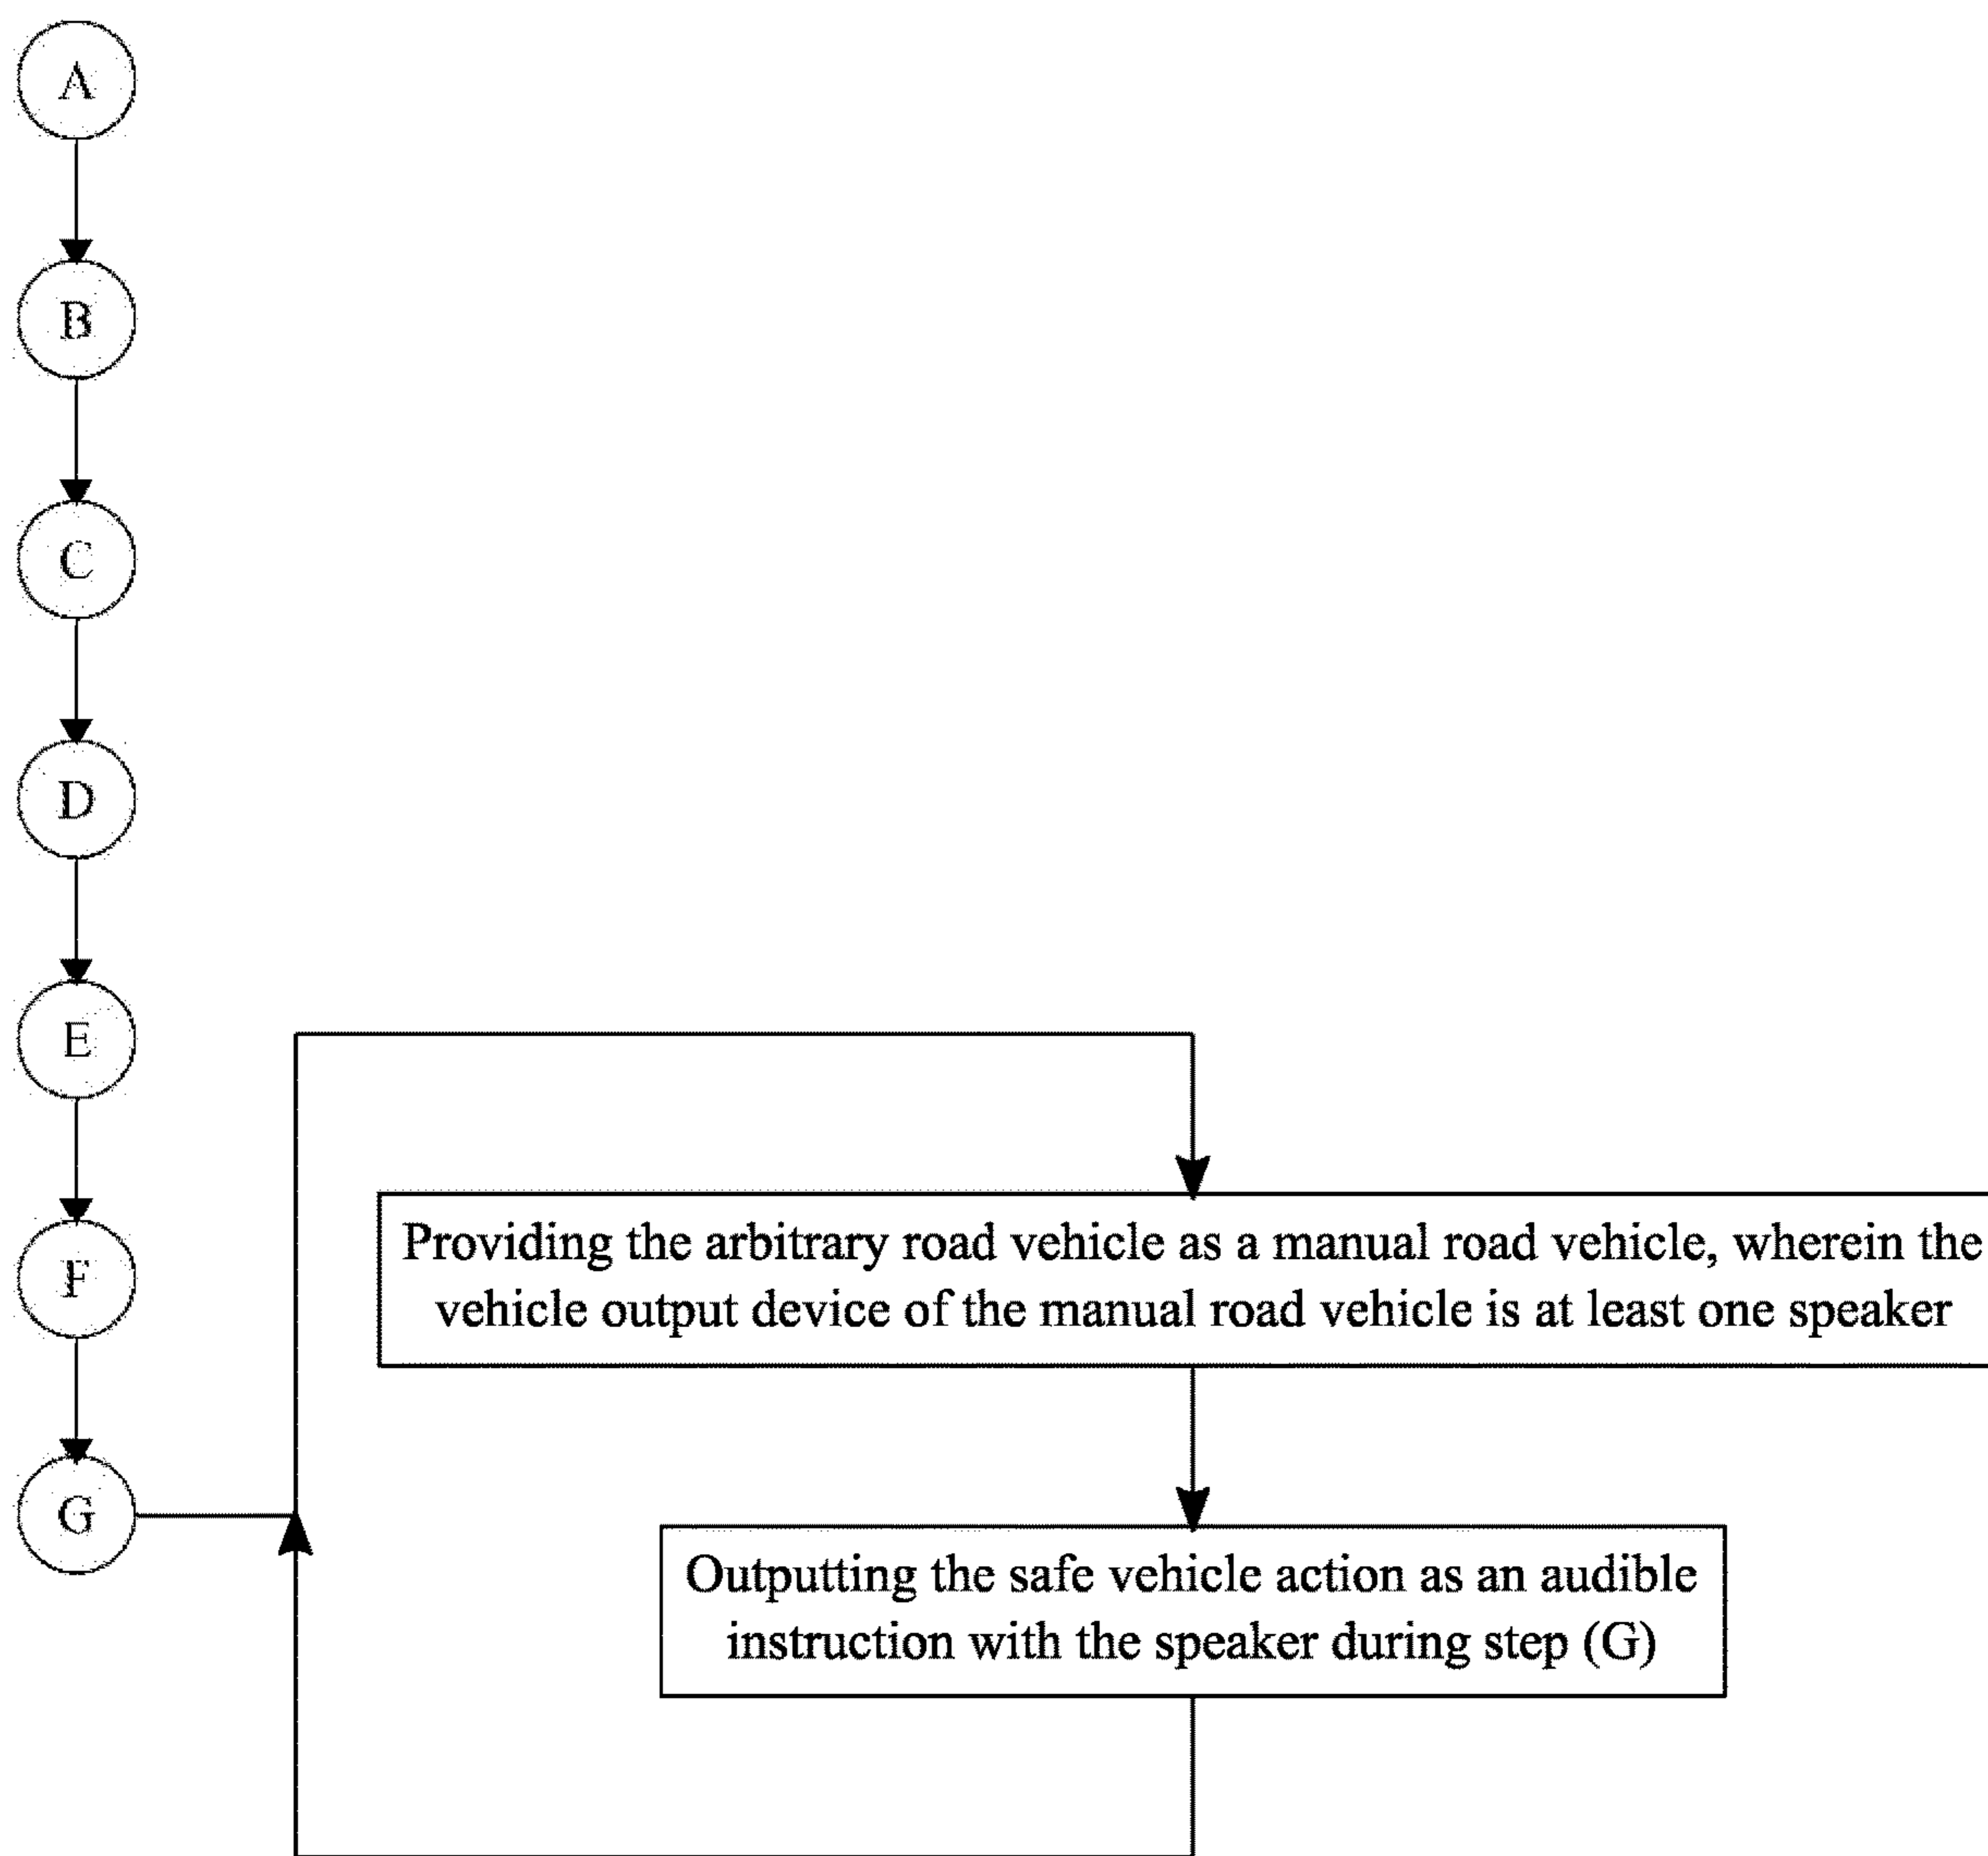 A
B
C
D
E
F
G
Providing the arbitrary road vehicle as a manual road vehicle, wherein the
vehicle output device of the manual road vehicle is at least one speaker
Outputting the safe vehicle action as an audible
instruction with the speaker during step (G)